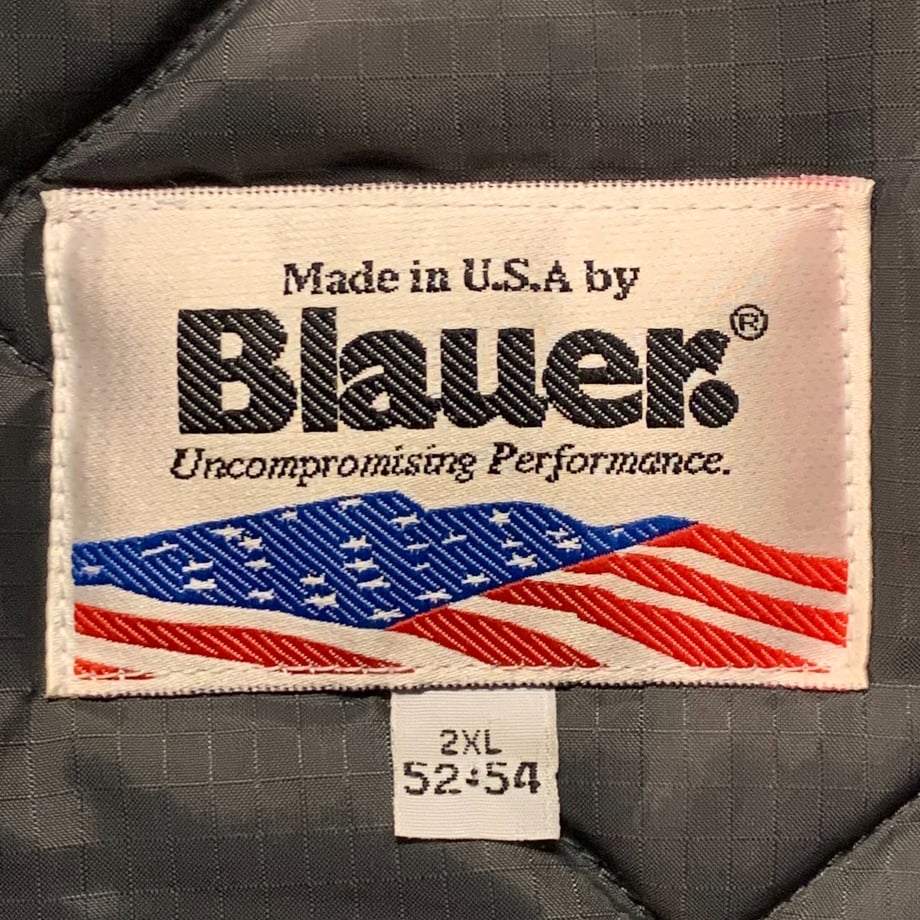 Made in U.S.A by
Blauer.®
Uncompromising Performance.
2XL
52-54